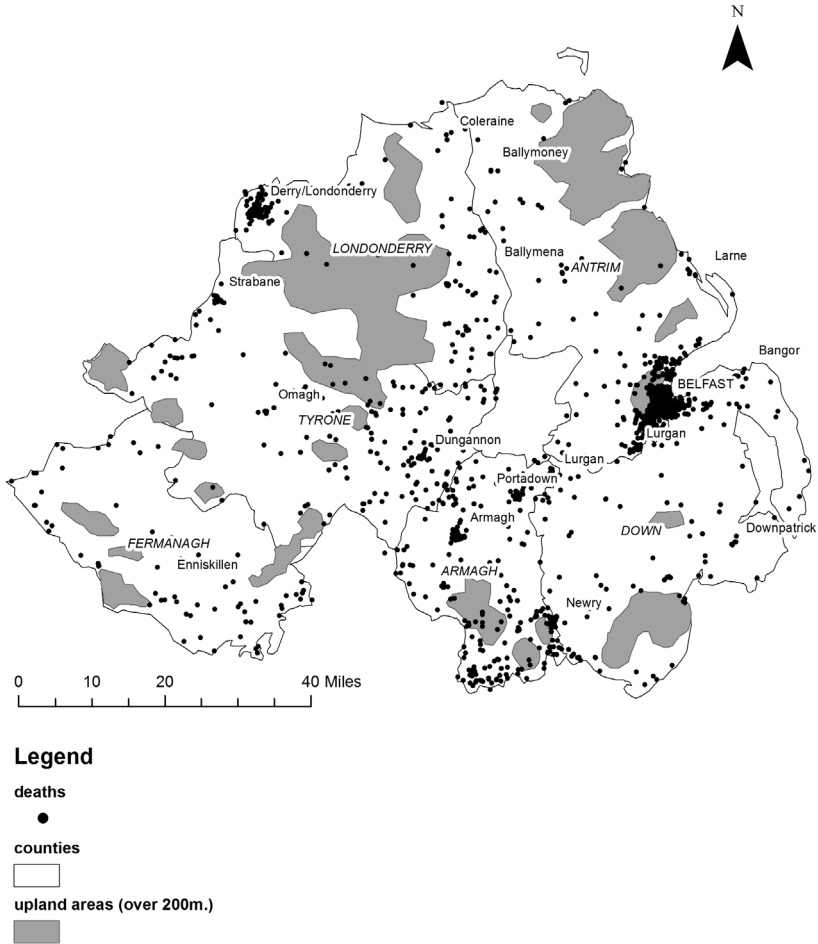 N
Coleraine
Ballymoney
Derry/Londonderry
LONDONDERRY
Ballymena
ANTRIM
Larne
Strabane
Bangor
BELFAST
Omagh
TYRONE
Lurgan
Dungannon
Lurgan
Portadown
Armagh
DOWN
Downpatrick
FERMANAGH
Enniskillen
ARMAGH
Newry
0 10 20 40 Miles
Legend
deaths
counties
upland areas (over 200m.)